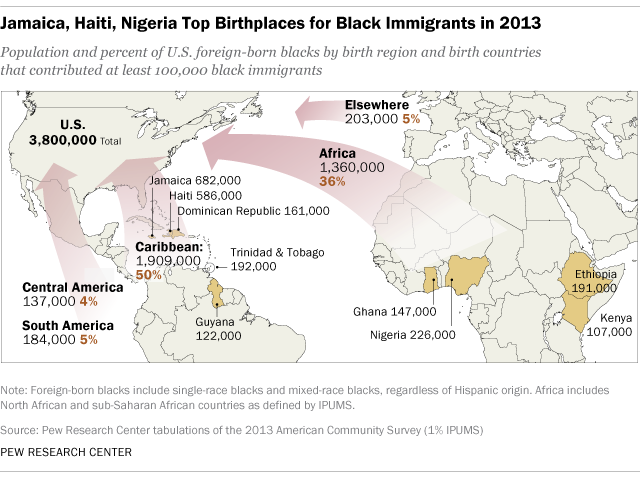 Jamaica, Haiti, Nigeria Top Birthplaces for Black Immigrants in 2013
Population and percent of U.S. foreign-born blacks by birth region and birth countries
that contributed at least 100,000 black immigrants
Elsewhere
203,000 5%
U.S.
3,800,000 Total
Africa
1,360,000
36%
Jamaica 682,000
Haiti 586,000
Dominican Republic 161,000
Caribbean:
1,909,000
50%
Trinidad & Tobago
192,000
Central America
137,000 4%
South America
184,000 5%
Guyana
122,000
Ghana 147,000
Nigeria 226,000
Ethiopia
191,000
Kenya
107,000
Note: Foreign-born blacks include single-race blacks and mixed-race blacks, regardless of Hispanic origin. Africa includes
North African and sub-Saharan African countries as defined by IPUMS.
Source: Pew Research Center tabulations of the 2013 American Community Survey (1% IPUMS)
PEW RESEARCH CENTER